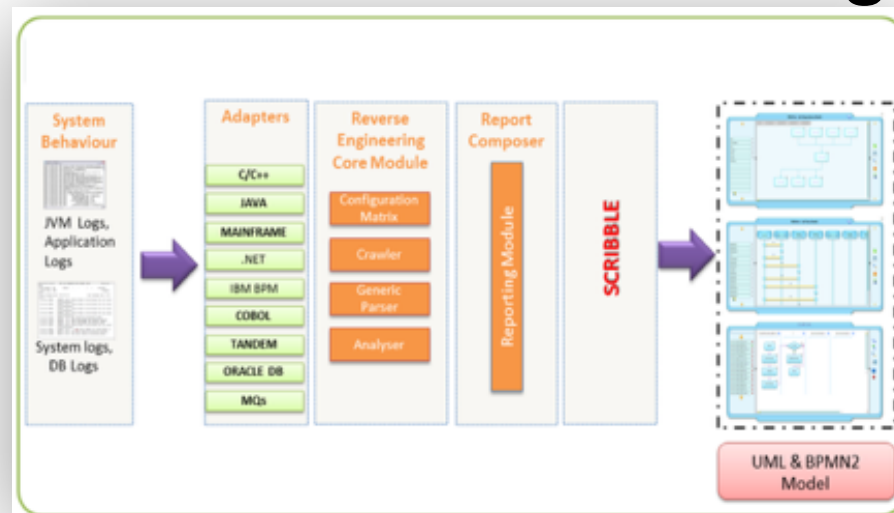 System
Behaviour
JVM Logs,
Application
Logs
System logs,
DB Logs
Adapters
C/C++
JAVA
MAINFRAME
.NET
IBM BPM
COBOL
TANDEM
ORACLE DB
MQs
Reverse
Engineering
Core Module
Configuration
Matrix
Crawler
Generic
Parser
Analyser
Report
Composer
Reporting Module
SCRIBBLE
UML & BPMN2
Model